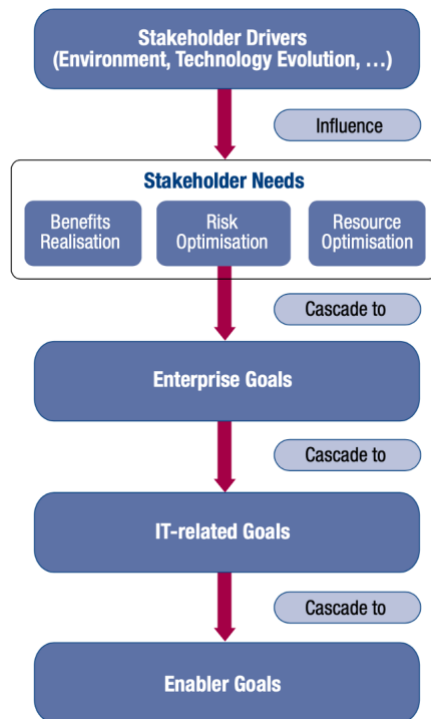 Stakeholder Drivers
(Environment, Technology Evolution, …)
Influence
Stakeholder Needs
Benefits
Realisation
Risk
Optimisation
Resource
Optimisation
Cascade to
Enterprise Goals
Cascade to
IT-related Goals
Cascade to
Enabler Goals